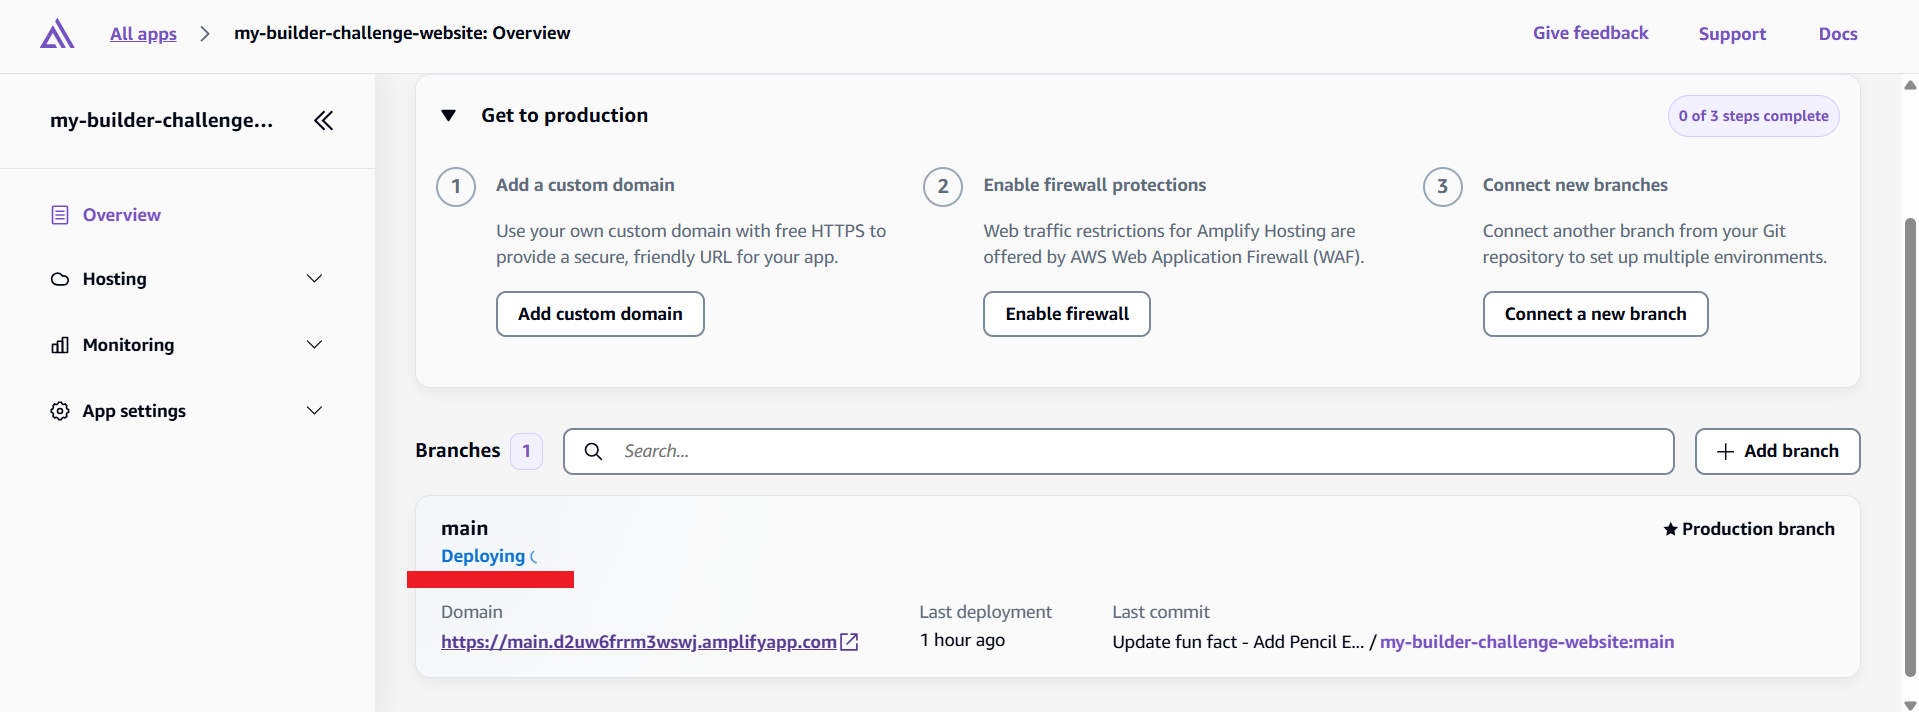 All apps > my-builder-challenge-website: Overview
Give feedback
Support
Docs
my-builder-challenge...
Overview
Hosting
Monitoring
App settings
Get to production
0 of 3 steps complete
1 Add a custom domain
Use your own custom domain with free HTTPS to
provide a secure, friendly URL for your app.
Add custom domain
2 Enable firewall protections
Web traffic restrictions for Amplify Hosting are
offered by AWS Web Application Firewall (WAF).
Enable firewall
3 Connect new branches
Connect another branch from your Git
repository to set up multiple environments.
Connect a new branch
Branches 1
Search...
+ Add branch
main
★ Production branch
Deploying
Domain
https://main.d2uw6frrm3wswj.amplifyapp.com
Last deployment
1 hour ago
Last commit
Update fun fact - Add Pencil E... / my-builder-challenge-website:main